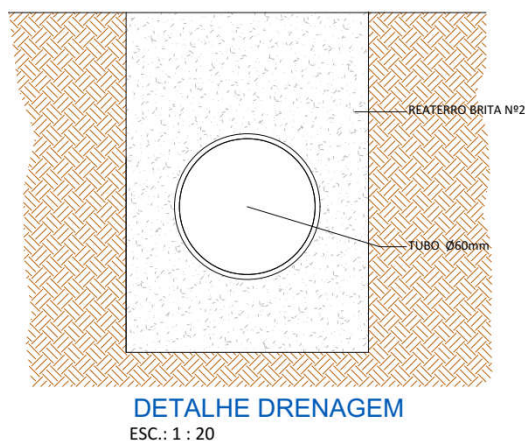 REATERRO BRITA Nº2
TUBO Ø60mm
DETALHE DRENAGEM
ESC.: 1 : 20